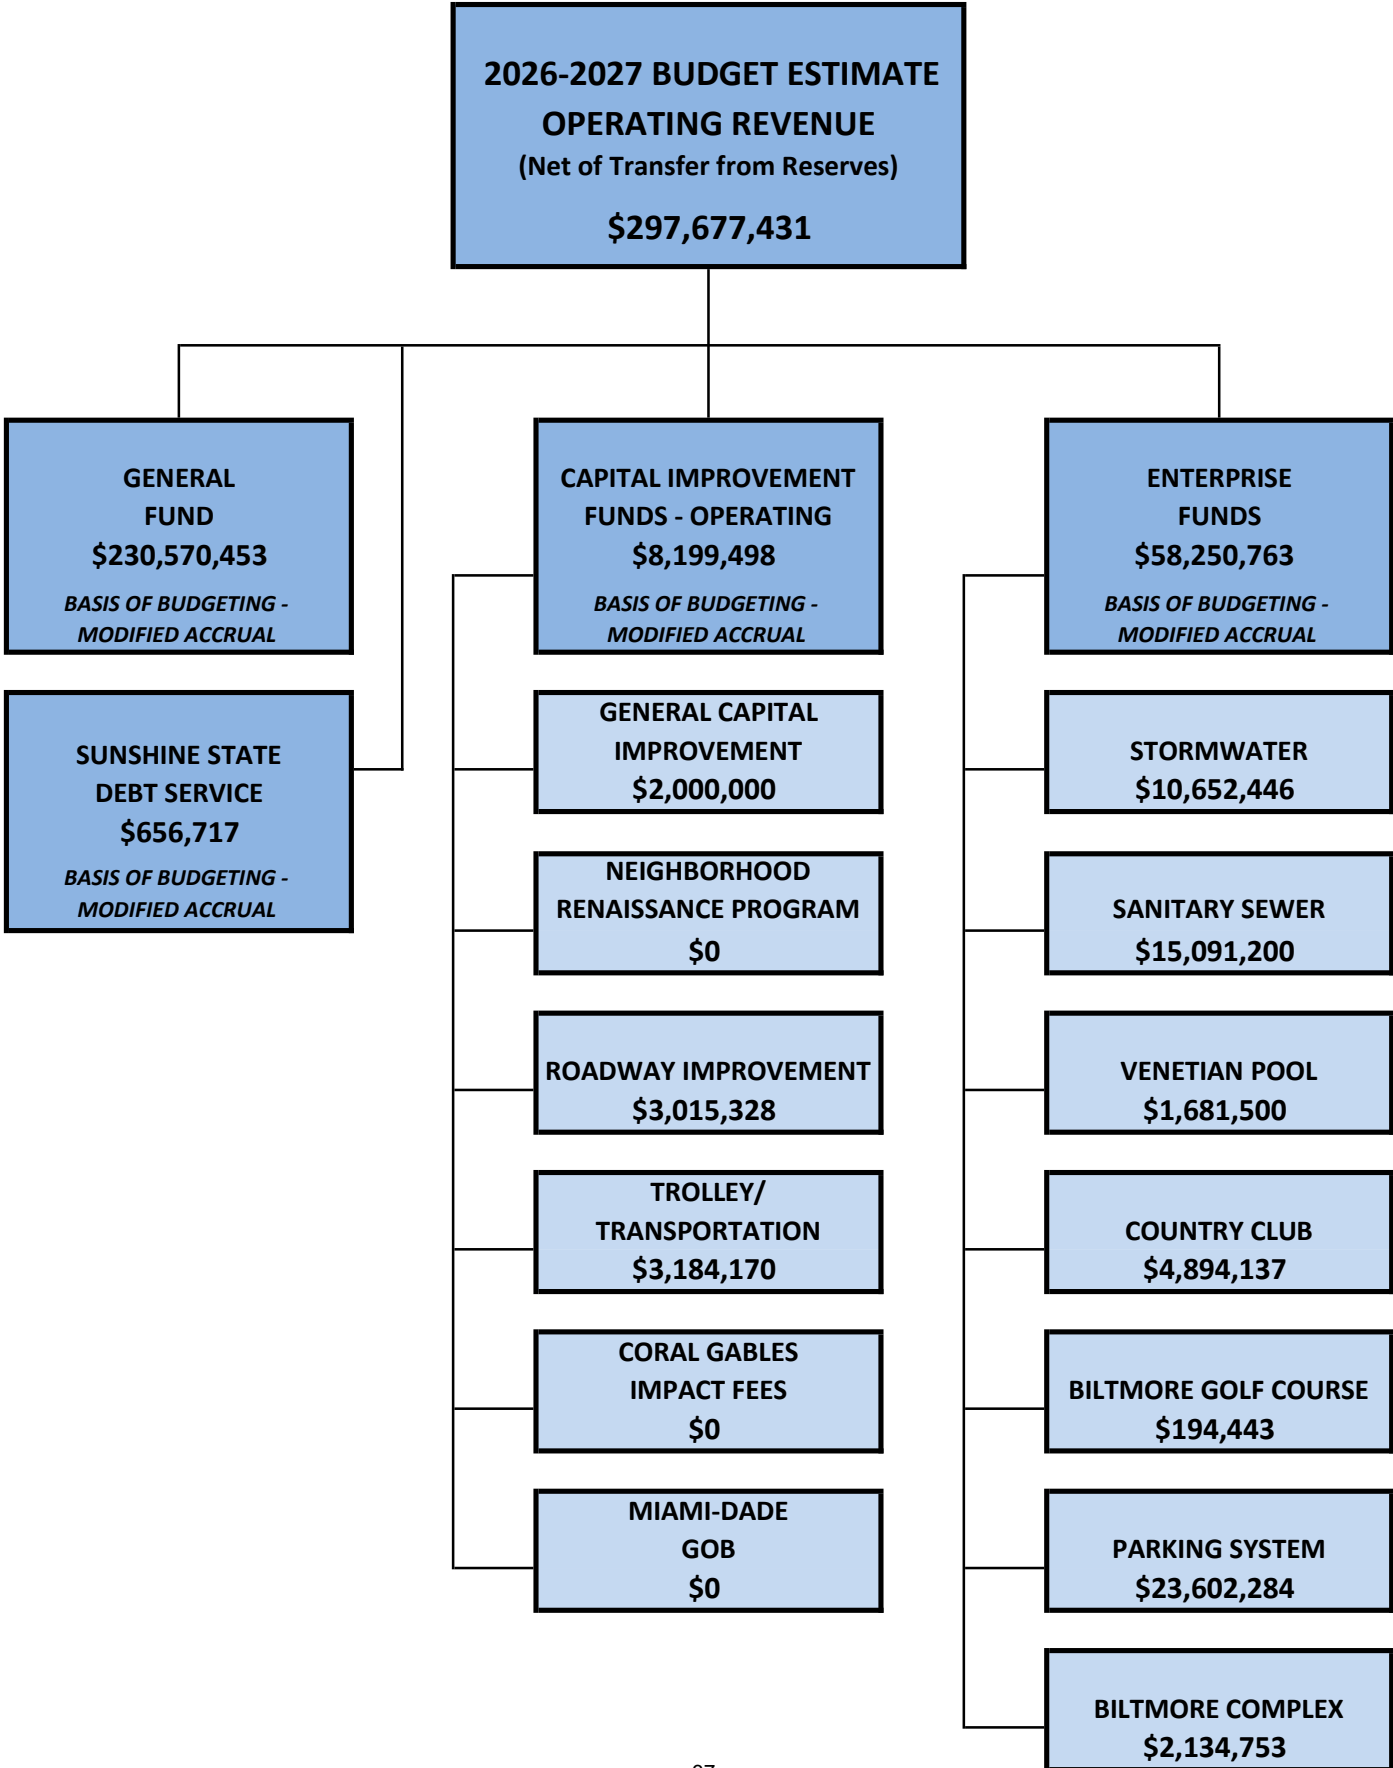 2026-2027 BUDGET ESTIMATE
OPERATING REVENUE
(Net of Transfer from Reserves)
$297,677,431
GENERAL
FUND
$230,570,453
BASIS OF BUDGETING -
MODIFIED ACCRUAL
SUNSHINE STATE
DEBT SERVICE
$656,717
BASIS OF BUDGETING -
MODIFIED ACCRUAL
CAPITAL IMPROVEMENT
FUNDS - OPERATING
$8,199,498
BASIS OF BUDGETING -
MODIFIED ACCRUAL
GENERAL CAPITAL
IMPROVEMENT
$2,000,000
NEIGHBORHOOD
RENAISSANCE PROGRAM
$0
ROADWAY IMPROVEMENT
$3,015,328
TROLLEY/
TRANSPORTATION
$3,184,170
CORAL GABLES
IMPACT FEES
$0
MIAMI-DADE
GOB
$0
ENTERPRISE
FUNDS
$58,250,763
BASIS OF BUDGETING -
MODIFIED ACCRUAL
STORMWATER
$10,652,446
SANITARY SEWER
$15,091,200
VENETIAN POOL
$1,681,500
COUNTRY CLUB
$4,894,137
BILTMORE GOLF COURSE
$194,443
PARKING SYSTEM
$23,602,284
BILTMORE COMPLEX
$2,134,753